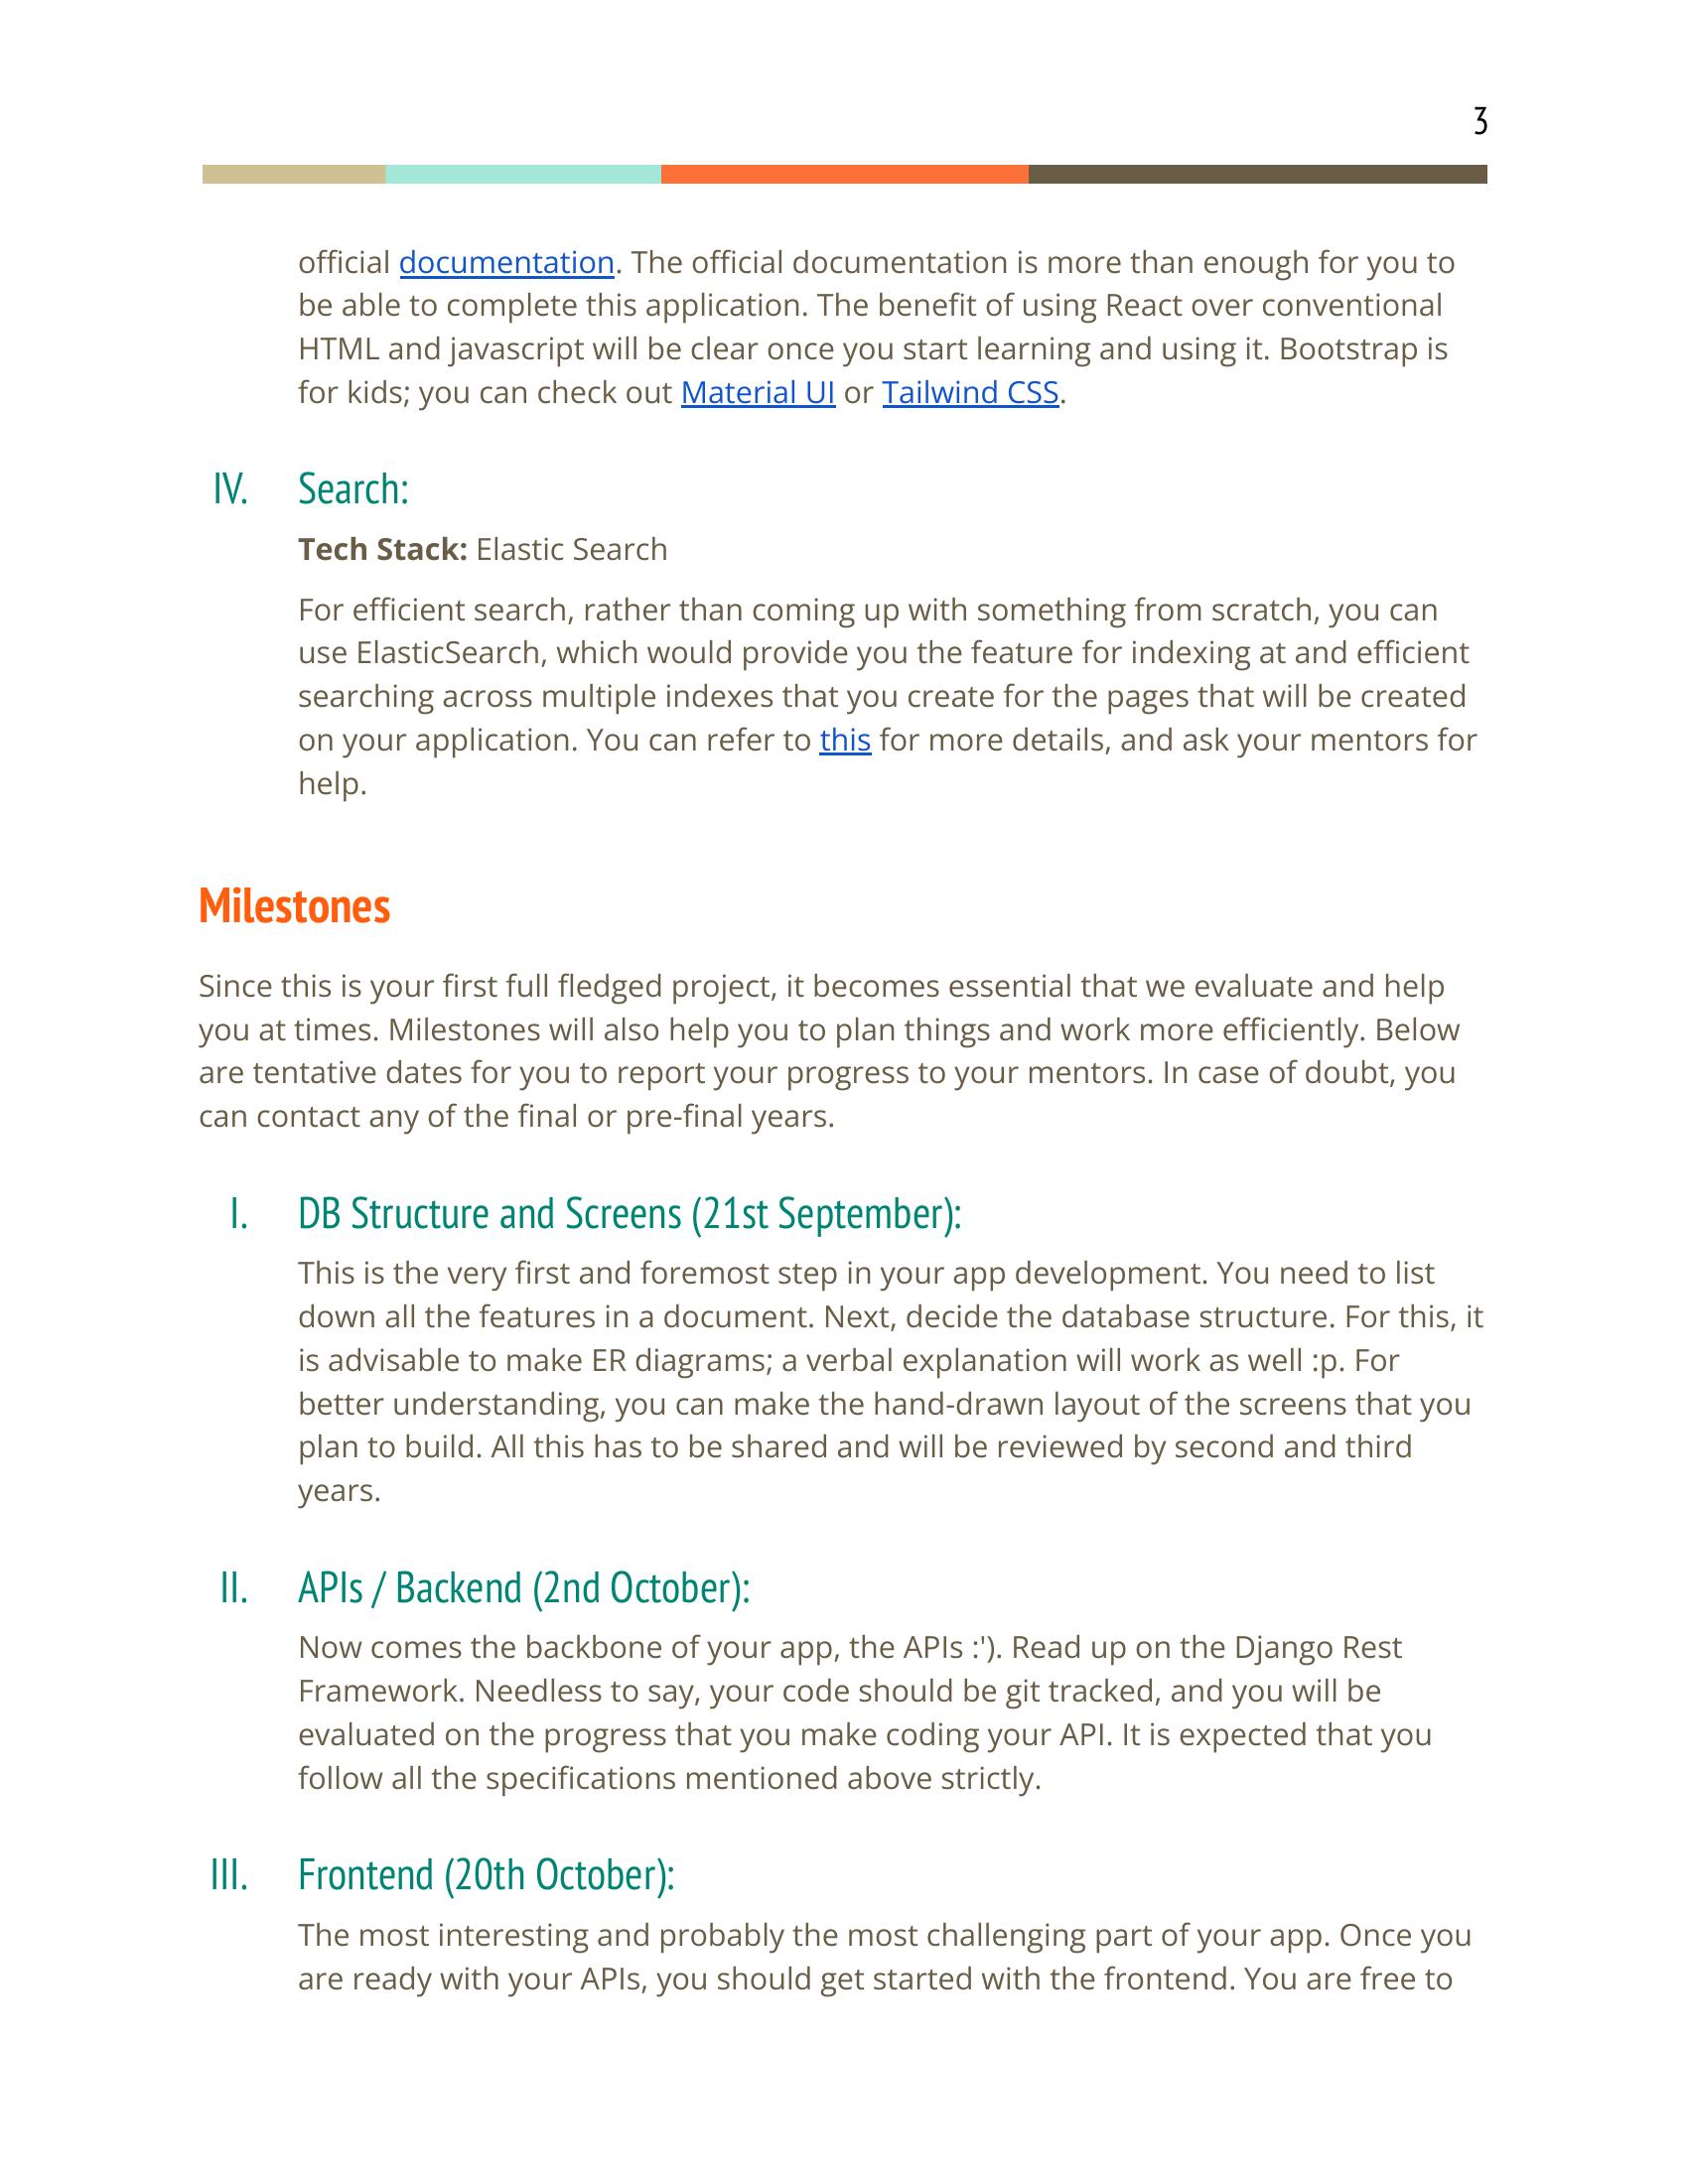 3
official documentation. The official documentation is more than enough for you to
be able to complete this application. The benefit of using React over conventional
HTML and javascript will be clear once you start learning and using it. Bootstrap is
for kids; you can check out Material UI or Tailwind CSS.
IV. Search:
Tech Stack: Elastic Search
For efficient search, rather than coming up with something from scratch, you can
use ElasticSearch, which would provide you the feature for indexing at and efficient
searching across multiple indexes that you create for the pages that will be created
on your application. You can refer to this for more details, and ask your mentors for
help.
Milestones
Since this is your first full fledged project, it becomes essential that we evaluate and help
you at times. Milestones will also help you to plan things and work more efficiently. Below
are tentative dates for you to report your progress to your mentors. In case of doubt, you
can contact any of the final or pre-final years.
I. DB Structure and Screens (21st September):
This is the very first and foremost step in your app development. You need to list
down all the features in a document. Next, decide the database structure. For this, it
is advisable to make ER diagrams; a verbal explanation will work as well :p. For
better understanding, you can make the hand-drawn layout of the screens that you
plan to build. All this has to be shared and will be reviewed by second and third
years.
II. APIs / Backend (2nd October):
Now comes the backbone of your app, the APIs :'). Read up on the Django Rest
Framework. Needless to say, your code should be git tracked, and you will be
evaluated on the progress that you make coding your API. It is expected that you
follow all the specifications mentioned above strictly.
III. Frontend (20th October):
The most interesting and probably the most challenging part of your app. Once you
are ready with your APIs, you should get started with the frontend. You are free to